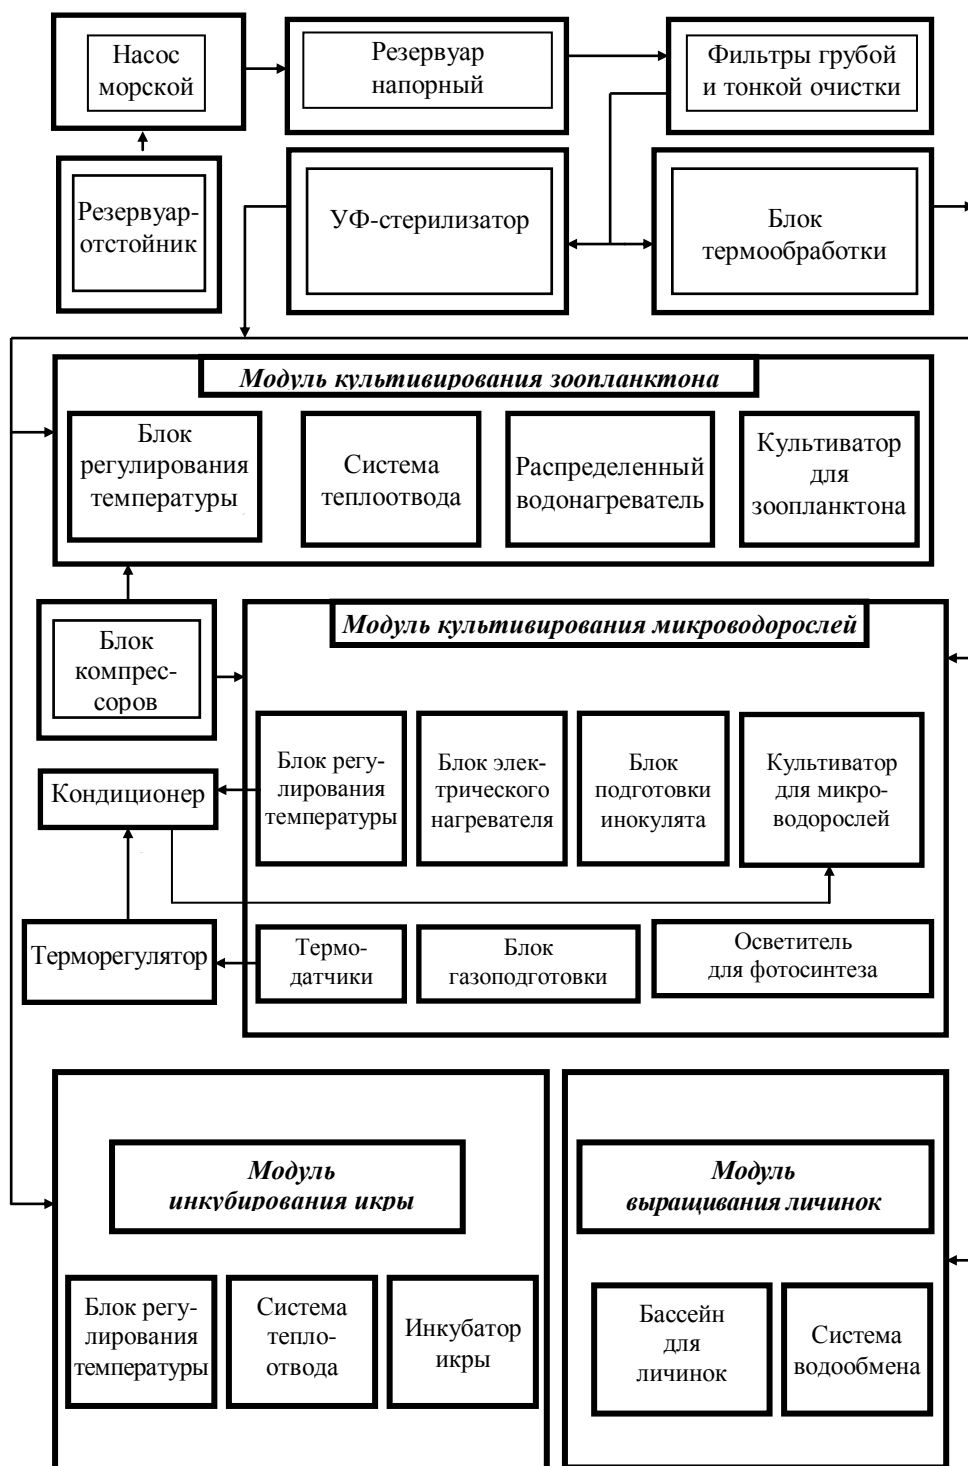 Насос
морской
Резервуар
напорный
Фильтры грубой
и тонкой очистки
Резервуар-
отстойник
УФ-стерилизатор
Блок
термообработки
Модуль культивирования зоопланктона
Блок
регулирования
температуры
Система
теплоотвода
Распределенный
водонагреватель
Культиватор
для
зоопланктона
Блок
компрес-
соров
Модуль культивирования микроводорослей
Блок регу-
лирования
температуры
Блок элек-
трического
нагревателя
Блок
подготовки
инокулята
Культиватор
для микро-
водорослей
Кондиционер
Терморегулятор
Термо-
датчики
Блок
газоподготовки
Осветитель
для фотосинтеза
Модуль
инкубирования икры
Блок регу-
лирования
температуры
Система
тепло-
отвода
Инкубатор
икры
Модуль
выращивания личинок
Бассейн
для
личинок
Система
водообмена